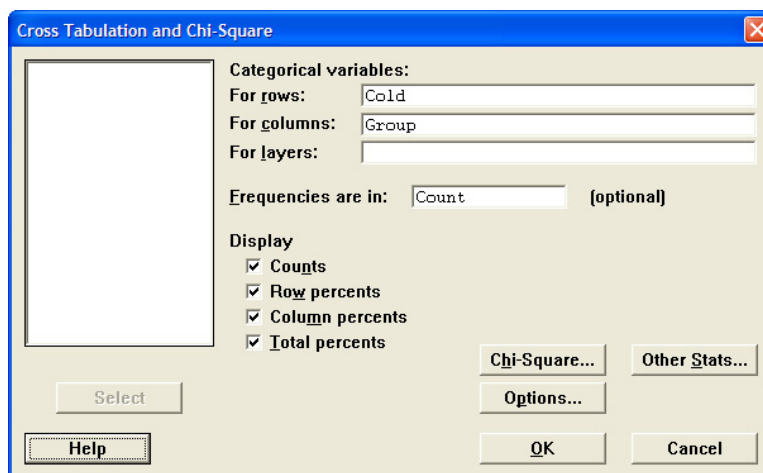 Cross Tabulation and Chi-Square
Categorical variables:
For rows: Cold
For columns: Group
For layers:
Frequencies are in: Count (optional)
Display
Counts
Row percents
Column percents
Total percents
Chi-Square... Other Stats...
Select Options...
Help OK Cancel